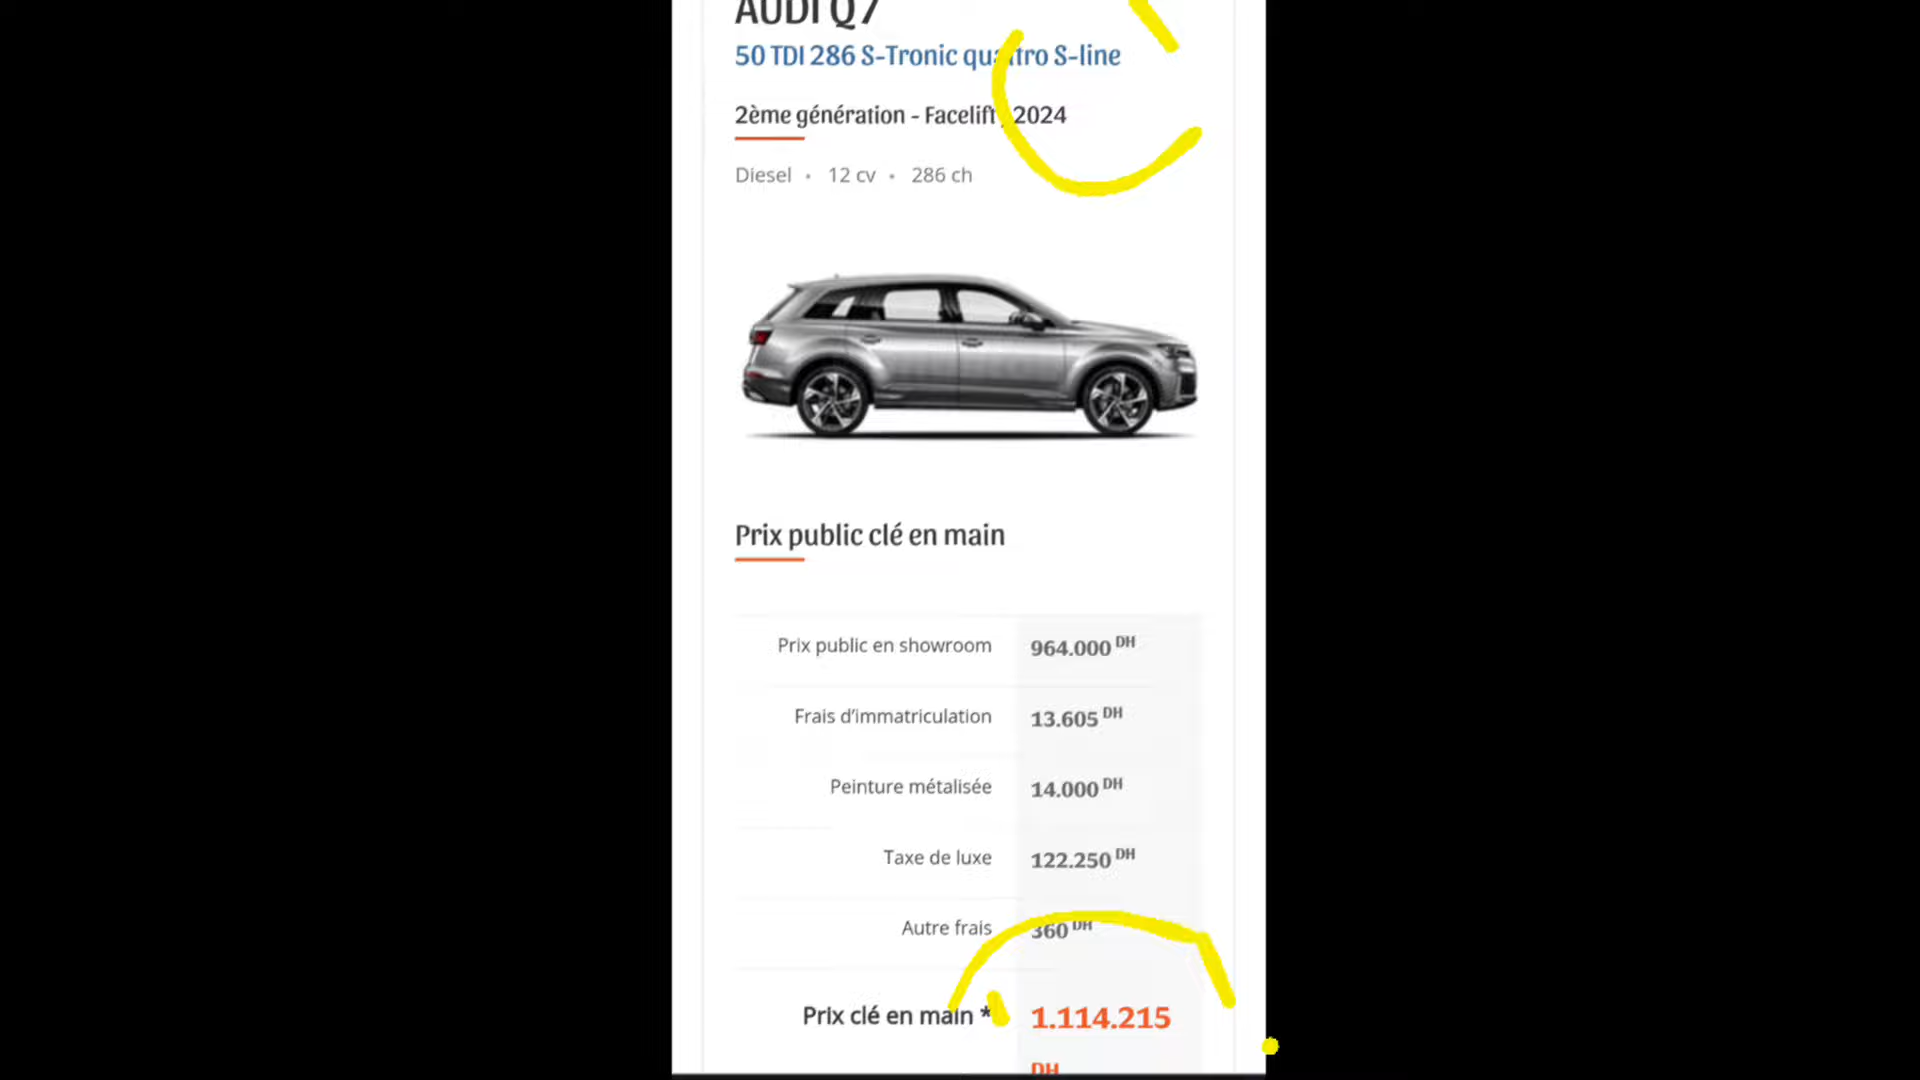 AUDI Q7
50 TDI 286 S-Tronic quattro S-line
2ème génération - Facelift, 2024
Diesel • 12 cv • 286 ch
Prix public clé en main
Prix public en showroom 964.000 DH
Frais d'immatriculation 13.605 DH
Peinture métalisée 14.000 DH
Taxe de luxe 122.250 DH
Autre frais 360 DH
Prix clé en main * 1.114.215
DH